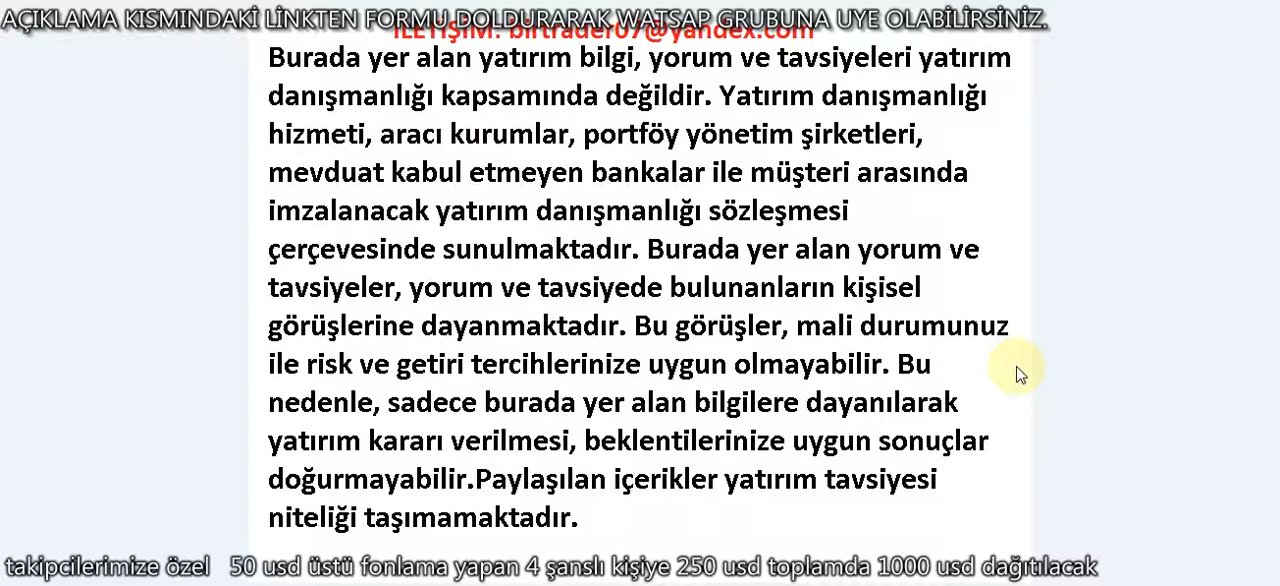 AÇIKLAMA KISMINDAKİ LİNKTEN FORMU DOLDURARAK WATSAP GRUBUNA UYE OLABİLİRSİNİZ.
İLETİŞİM: birtrader07@yandex.com
Burada yer alan yatırım bilgi, yorum ve tavsiyeleri yatırım
danışmanlığı kapsamında değildir. Yatırım danışmanlığı
hizmeti, aracı kurumlar, portföy yönetim şirketleri,
mevduat kabul etmeyen bankalar ile müşteri arasında
imzalanacak yatırım danışmanlığı sözleşmesi
çerçevesinde sunulmaktadır. Burada yer alan yorum ve
tavsiyeler, yorum ve tavsiyede bulunanların kişisel
görüşlerine dayanmaktadır. Bu görüşler, mali durumunuz
ile risk ve getiri tercihlerinize uygun olmayabilir. Bu
nedenle, sadece burada yer alan bilgilere dayanılarak
yatırım kararı verilmesi, beklentilerinize uygun sonuçlar
doğurmayabilir.Paylaşılan içerikler yatırım tavsiyesi
niteliği taşımamaktadır.
takipcilerimize özel 50 usd üstü fonlama yapan 4 şanslı kişiye 250 usd toplamda 1000 usd dağıtılacak